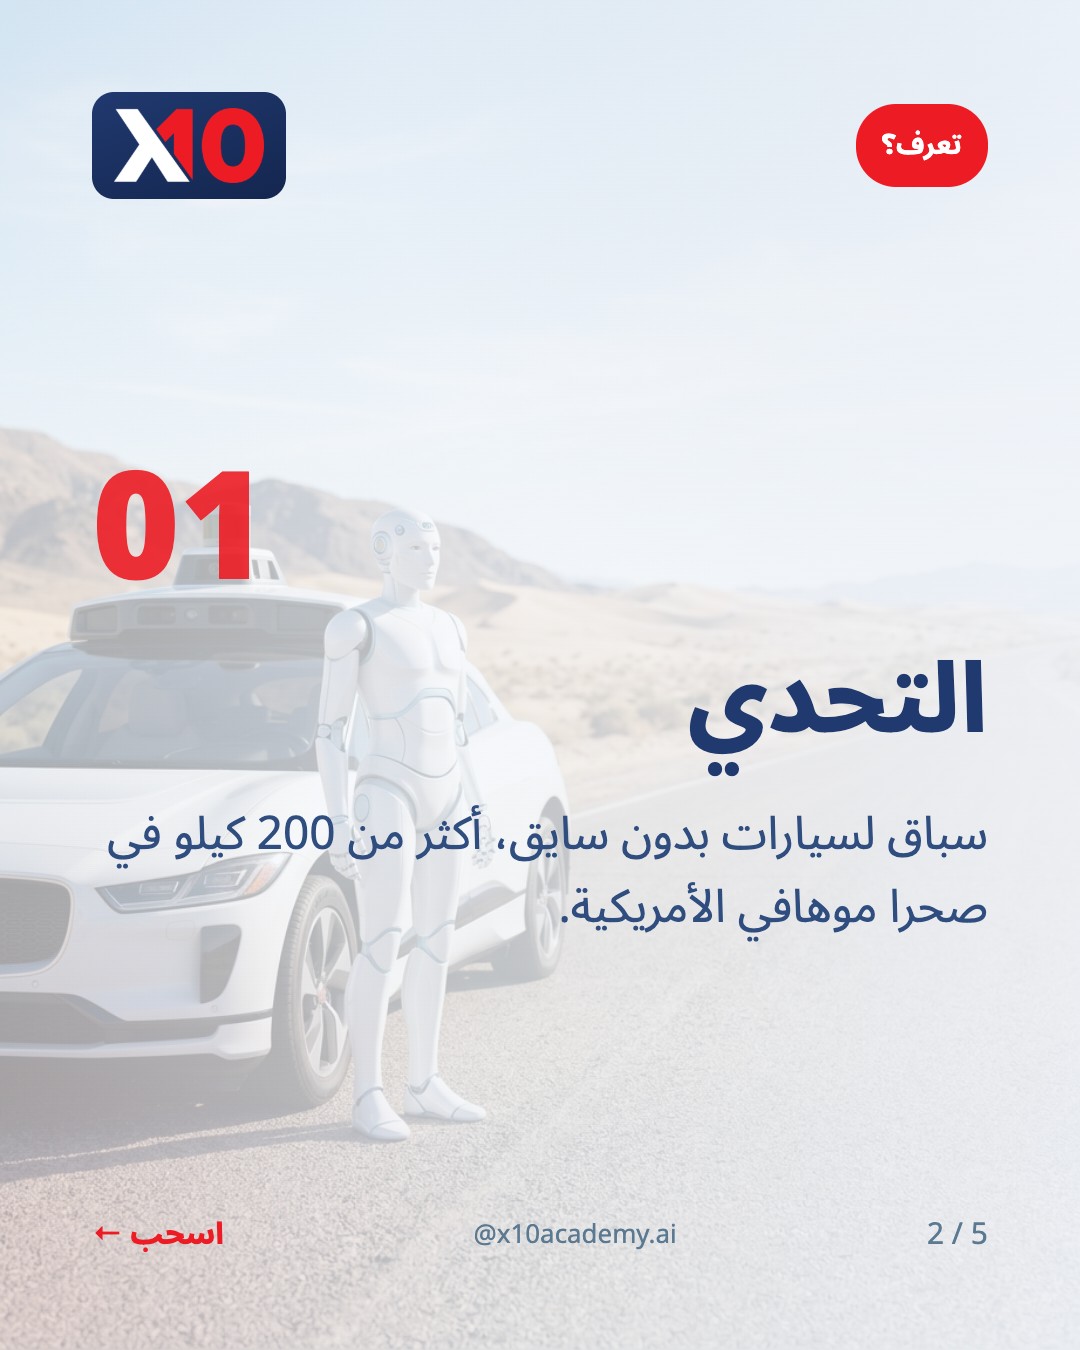 X10
تعرف؟
01
التحدي
سباق لسيارات بدون سايق، أكثر من 200 كيلو في
صحرا موهافي الأمريكية.
2 / 5
@x10academy.ai
اسحب ←